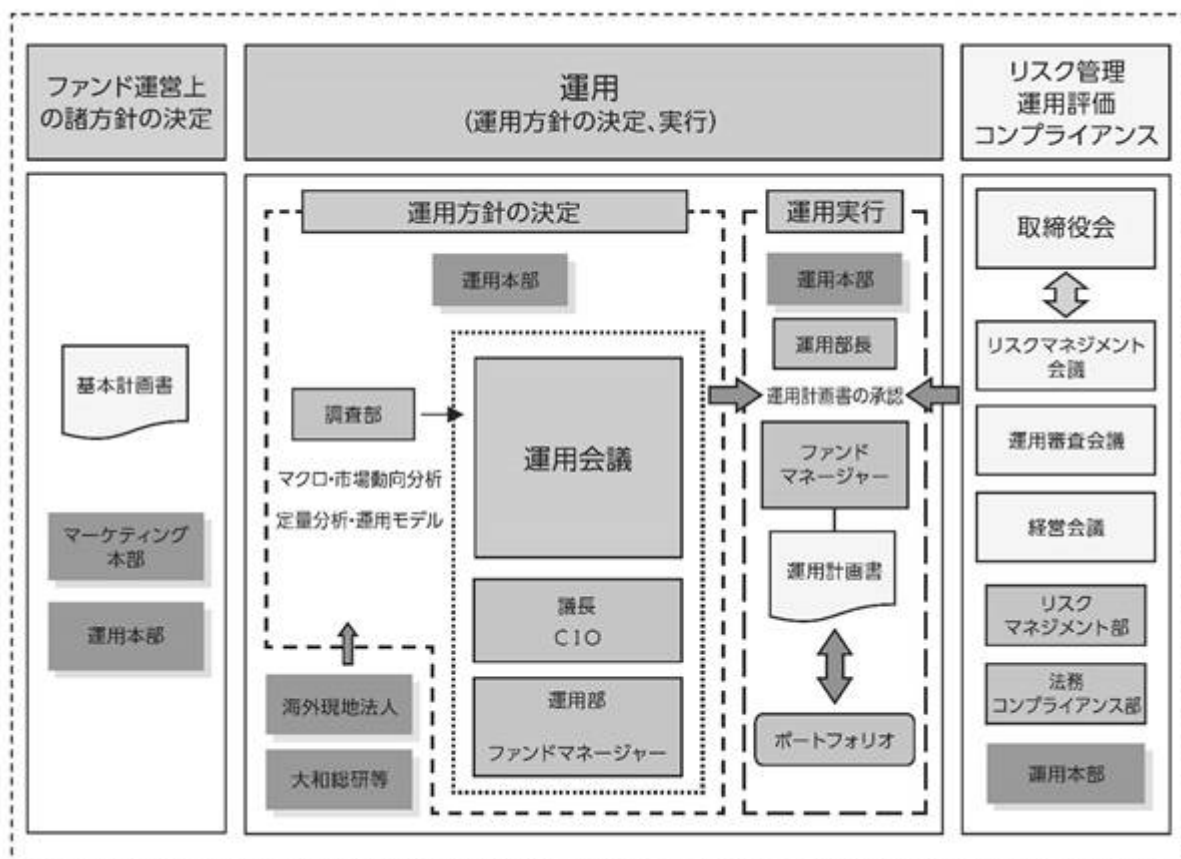 ファンド運営上
の諸方針の決定
運用
(運用方針の決定、実行)
リスク管理
運用評価
コンプライアンス
基本計画書
マーケティング
本部
運用本部
運用方針の決定
運用本部
調査部
マクロ・市場動向分析
定量分析・運用モデル
海外現地法人
大和総研等
運用会議
議長
CIO
運用部
ファンドマネージャー
運用実行
運用本部
運用部長
運用計画書の承認
ファンド
マネージャー
運用計画書
ポートフォリオ
取締役会
リスクマネジメント
会議
運用審査会議
経営会議
リスク
マネジメント部
法務
コンプライアンス部
運用本部